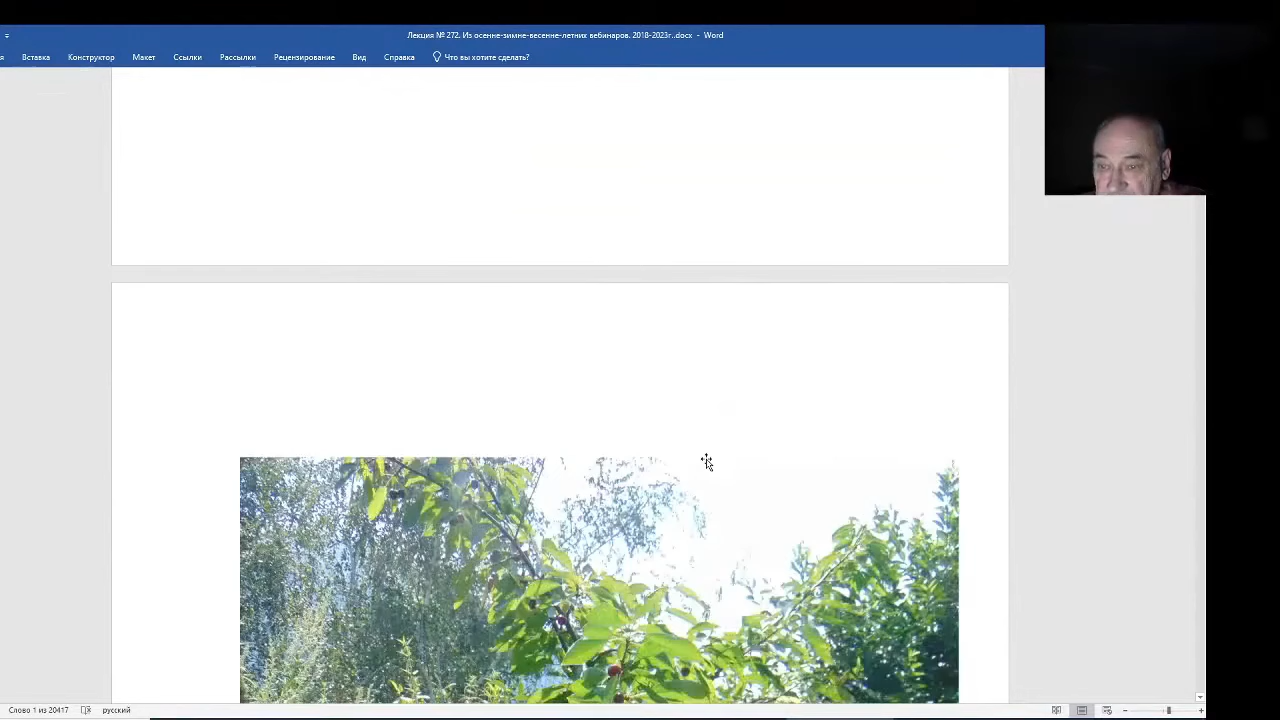 Лекция № 272. Из осенне-зимне-весенне-летних вебинаров. 2018-2023г..docx - Word
я Вставка Конструктор Макет Ссылки Рассылки Рецензирование Вид Справка Что вы хотите сделать?
Слово 1 из 20417 русский